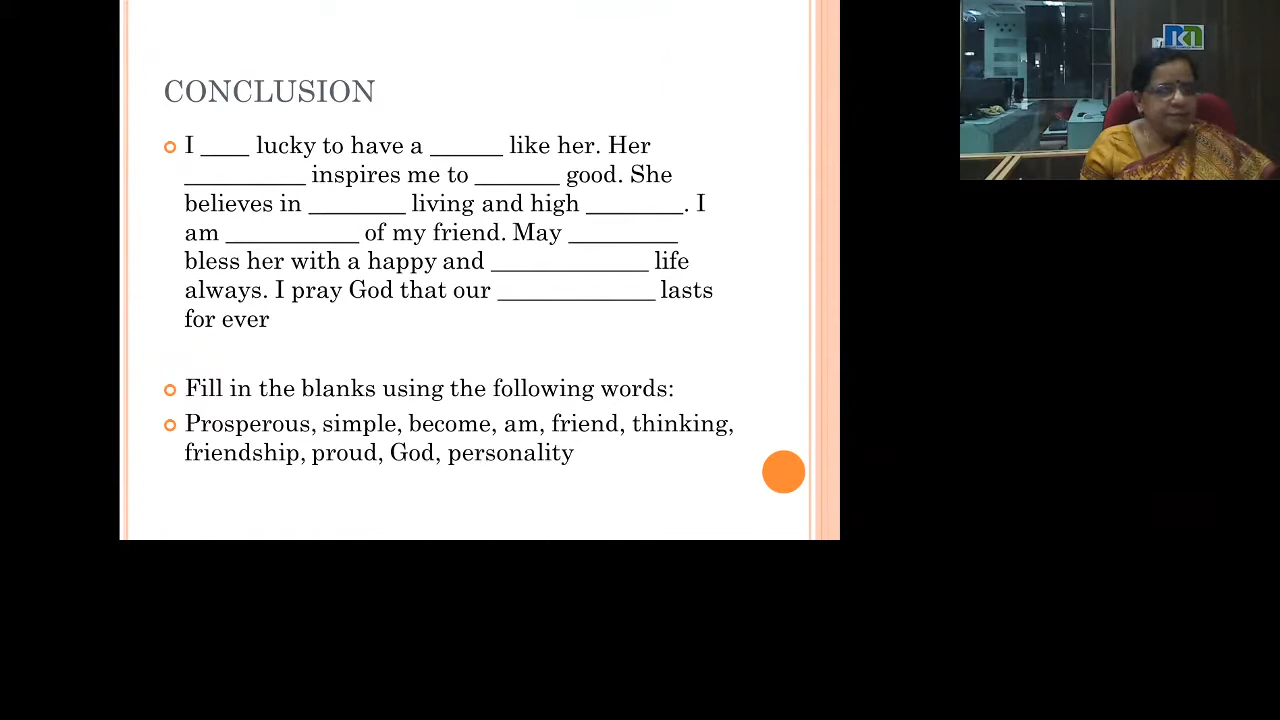 CONCLUSION
I ____ lucky to have a ______ like her. Her
__________ inspires me to _______ good. She
believes in ________ living and high ________. I
am ___________ of my friend. May _________
bless her with a happy and _____________ life
always. I pray God that our _____________ lasts
for ever
Fill in the blanks using the following words:
Prosperous, simple, become, am, friend, thinking,
friendship, proud, God, personality